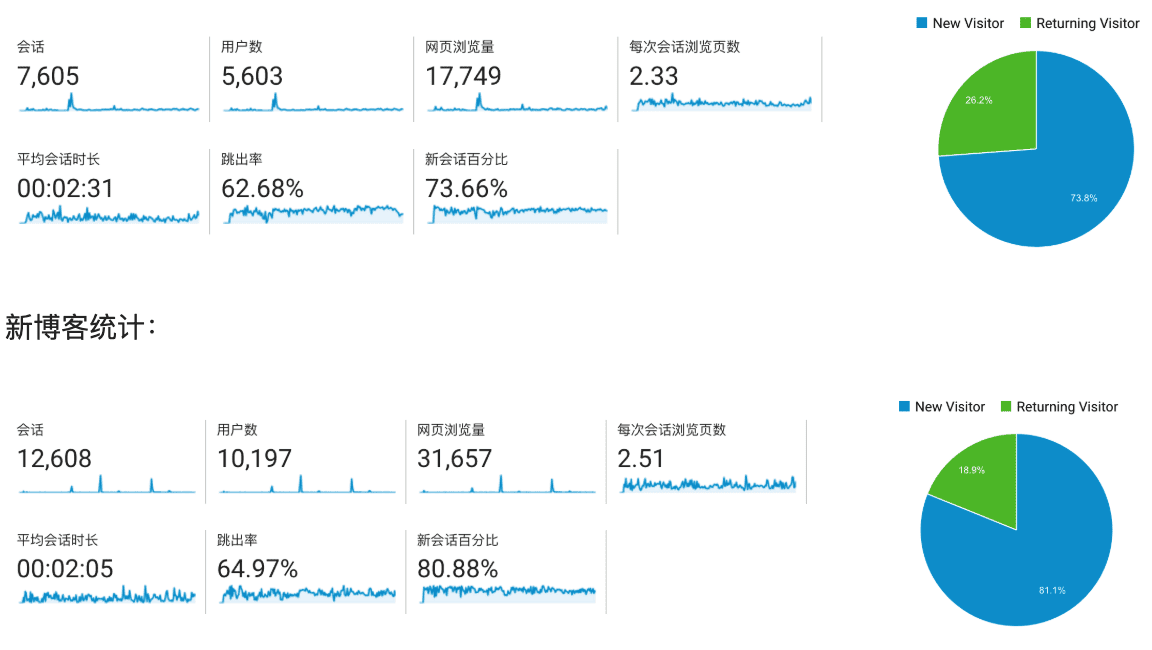 New Visitor Returning Visitor
会话 用户数 网页浏览量 每次会话浏览页数
7,605 5,603 17,749 2.33
26.2%
平均会话时长 跳出率 新会话百分比
00:02:31 62.68% 73.66%
73.8%
新博客统计：
New Visitor Returning Visitor
会话 用户数 网页浏览量 每次会话浏览页数
12,608 10,197 31,657 2.51
18.9%
平均会话时长 跳出率 新会话百分比
00:02:05 64.97% 80.88%
81.1%